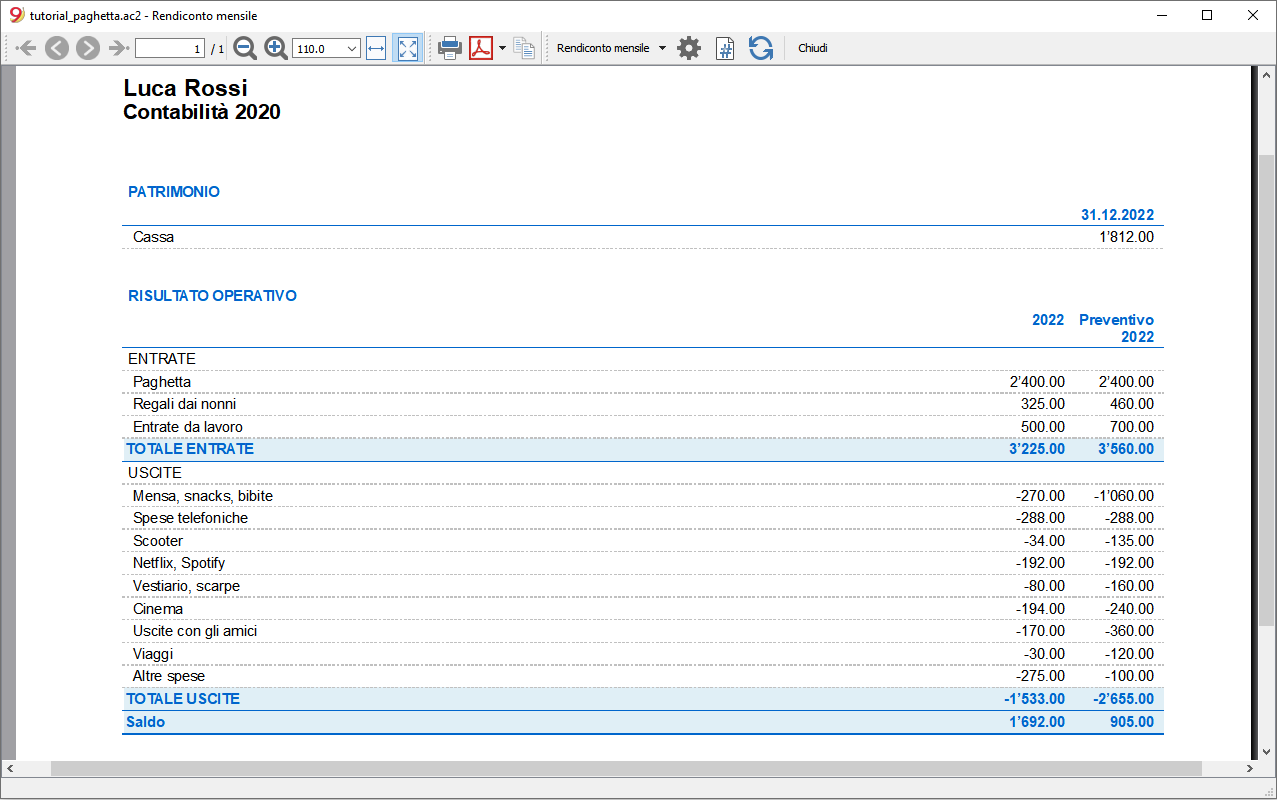 tutorial_paghetta.ac2 - Rendiconto mensile
1 / 1 110.0 Rendiconto mensile Chiudi
Luca Rossi
Contabilità 2020
PATRIMONIO
31.12.2022
Cassa 1’812.00
RISULTATO OPERATIVO
2022 Preventivo
2022
ENTRATE
Paghetta 2’400.00 2’400.00
Regali dai nonni 325.00 460.00
Entrate da lavoro 500.00 700.00
TOTALE ENTRATE 3’225.00 3’560.00
USCITE
Mensa, snacks, bibite -270.00 -1’060.00
Spese telefoniche -288.00 -288.00
Scooter -34.00 -135.00
Netflix, Spotify -192.00 -192.00
Vestiario, scarpe -80.00 -160.00
Cinema -194.00 -240.00
Uscite con gli amici -170.00 -360.00
Viaggi -30.00 -120.00
Altre spese -275.00 -100.00
TOTALE USCITE -1’533.00 -2’655.00
Saldo 1’692.00 905.00